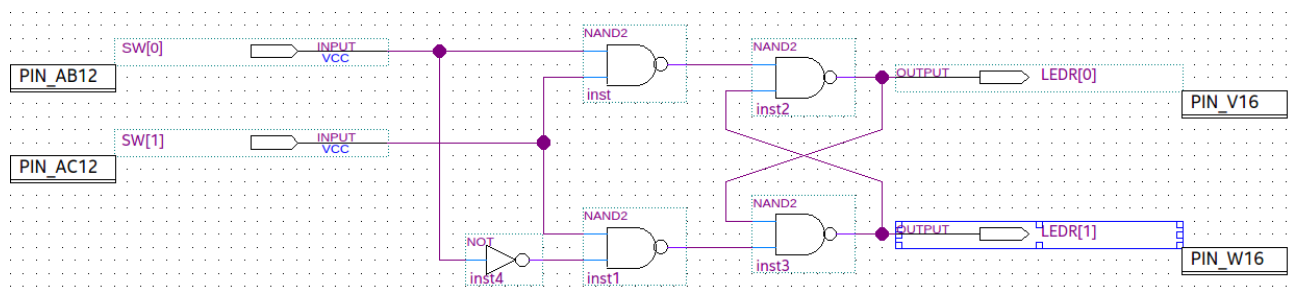 SW[0]
INPUT
VCC
PIN_AB12
NAND2
inst
NAND2
inst2
OUTPUT
LEDR[0]
PIN_V16
SW[1]
INPUT
VCC
PIN_AC12
NOT
inst4
NAND2
inst1
NAND2
inst3
OUTPUT
LEDR[1]
PIN_W16